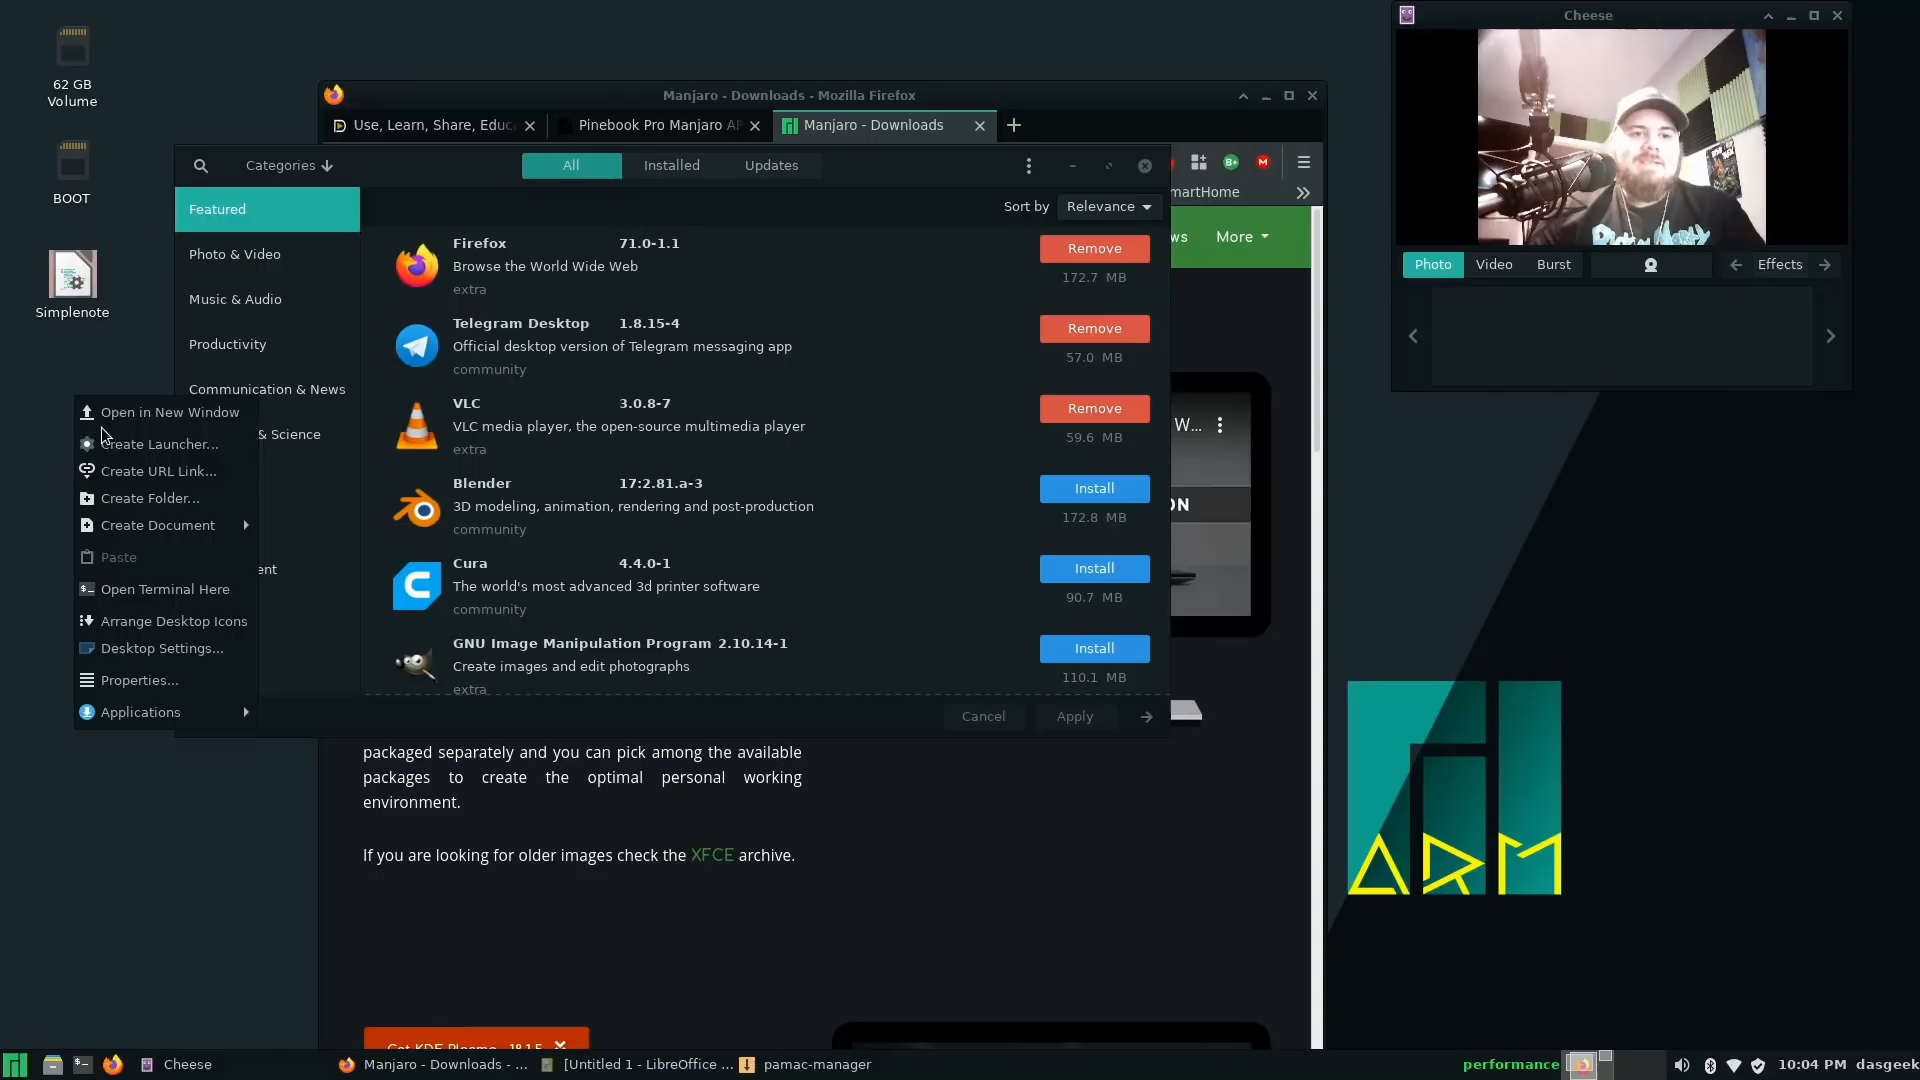 62 GB
Volume
BOOT
Simplenote
Manjaro - Downloads - Mozilla Firefox
Use, Learn, Share, Educ
Pinebook Pro Manjaro AR
Manjaro - Downloads
martHome
ws
More
Categories
All
Installed
Updates
Sort by
Relevance
Featured
Photo & Video
Music & Audio
Productivity
Communication & News
& Science
ent
Firefox 71.0-1.1
Browse the World Wide Web
extra
Remove
172.7 MB
Telegram Desktop 1.8.15-4
Official desktop version of Telegram messaging app
community
Remove
57.0 MB
VLC 3.0.8-7
VLC media player, the open-source multimedia player
extra
Remove
59.6 MB
Blender 17:2.81.a-3
3D modeling, animation, rendering and post-production
community
Install
172.8 MB
Cura 4.4.0-1
The world's most advanced 3d printer software
community
Install
90.7 MB
GNU Image Manipulation Program 2.10.14-1
Create images and edit photographs
extra
Install
110.1 MB
Cancel
Apply
Open in New Window
Create Launcher...
Create URL Link...
Create Folder...
Create Document
Paste
Open Terminal Here
Arrange Desktop Icons
Desktop Settings...
Properties...
Applications
W...
ON
packaged separately and you can pick among the available
packages to create the optimal personal working
environment.
If you are looking for older images check the XFCE archive.
Get KDE Plasma 18.1.5
Cheese
Photo
Video
Burst
Effects
ARM
Cheese
Manjaro - Downloads - ...
[Untitled 1 - LibreOffice ...
pamac-manager
performance
10:04 PM
dasgeek